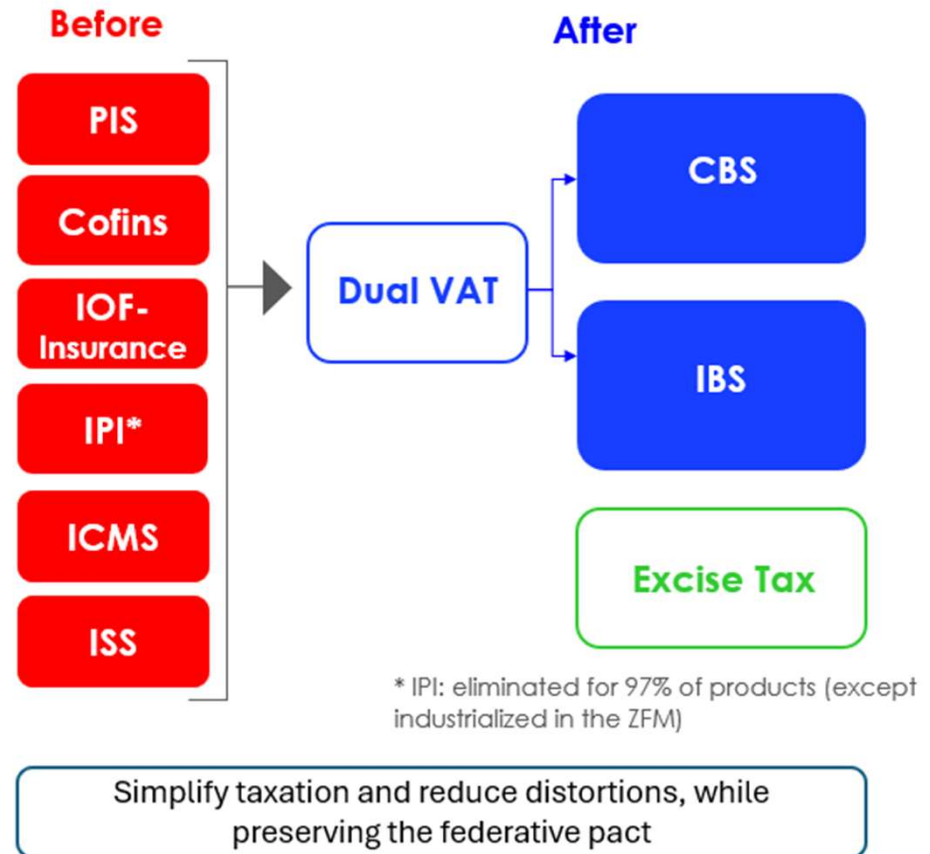 Before
After
PIS
Cofins
IOF-
Insurance
IPI*
ICMS
ISS
Dual VAT
CBS
IBS
Excise Tax
* IPI: eliminated for 97% of products (except
industrialized in the ZFM)
Simplify taxation and reduce distortions, while
preserving the federative pact